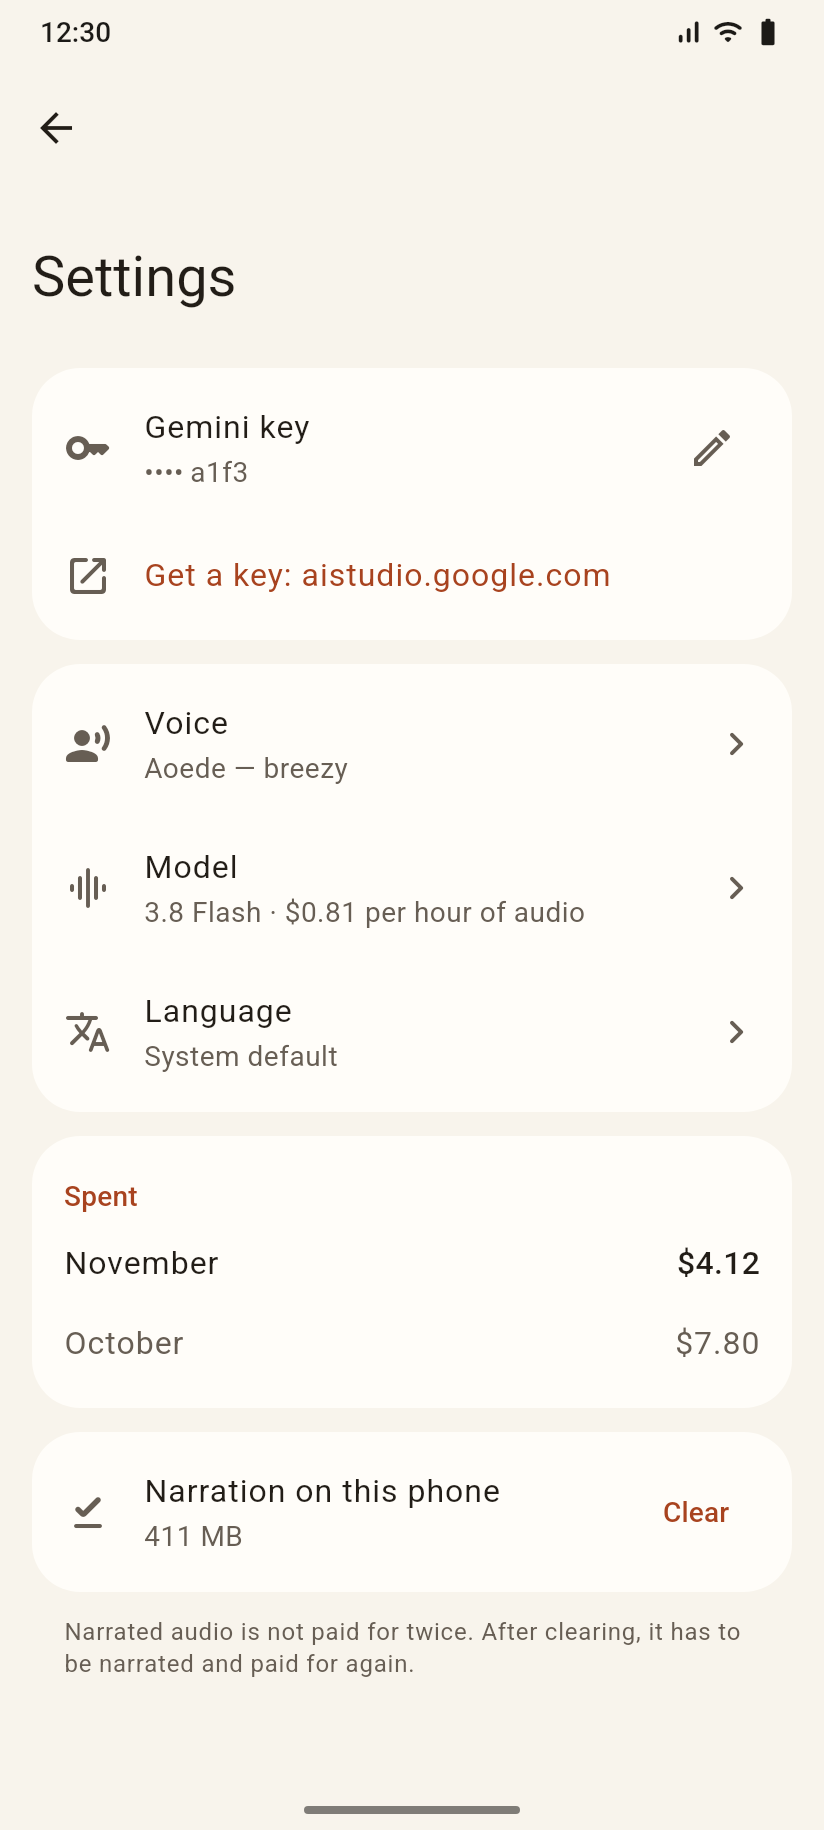 12:30
Settings
Gemini key
•••• a1f3
Get a key: aistudio.google.com
Voice
Aoede — breezy
Model
3.8 Flash · $0.81 per hour of audio
Language
System default
Spent
November $4.12
October $7.80
Narration on this phone
411 MB
Clear
Narrated audio is not paid for twice. After clearing, it has to
be narrated and paid for again.